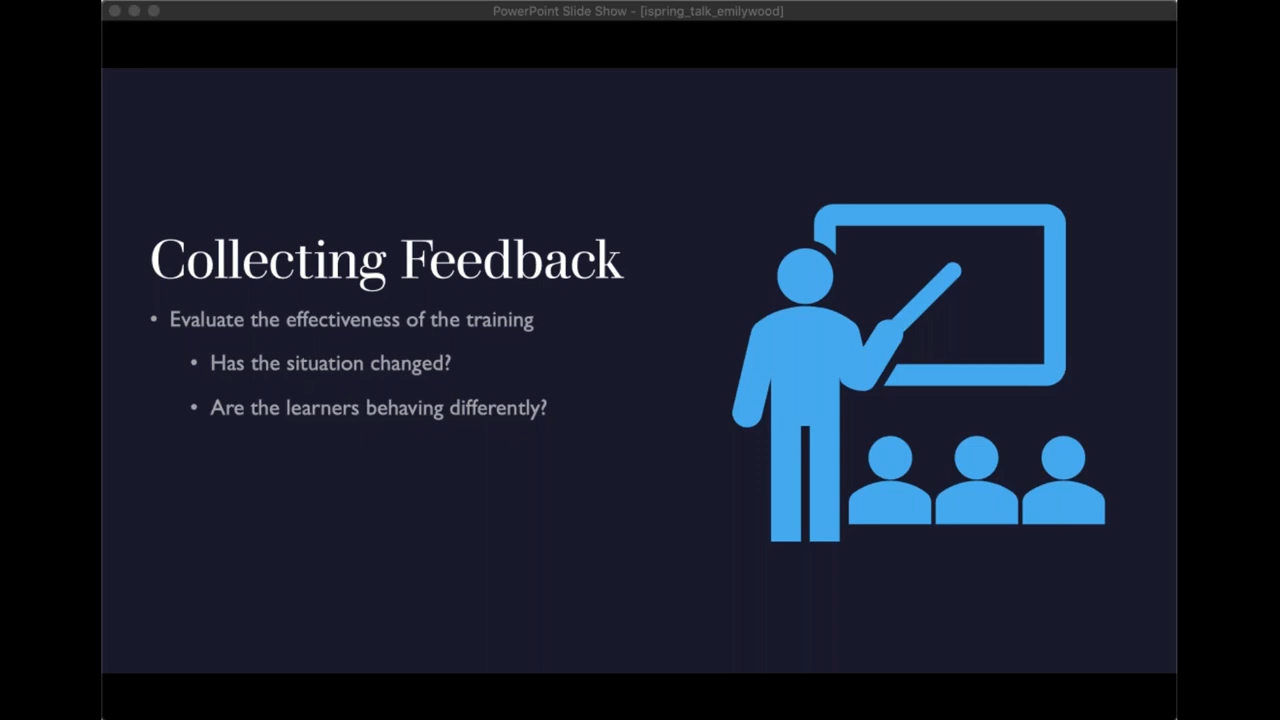 PowerPoint Slide Show - [ispring_talk_emilywood]
Collecting Feedback
• Evaluate the effectiveness of the training
• Has the situation changed?
• Are the learners behaving differently?